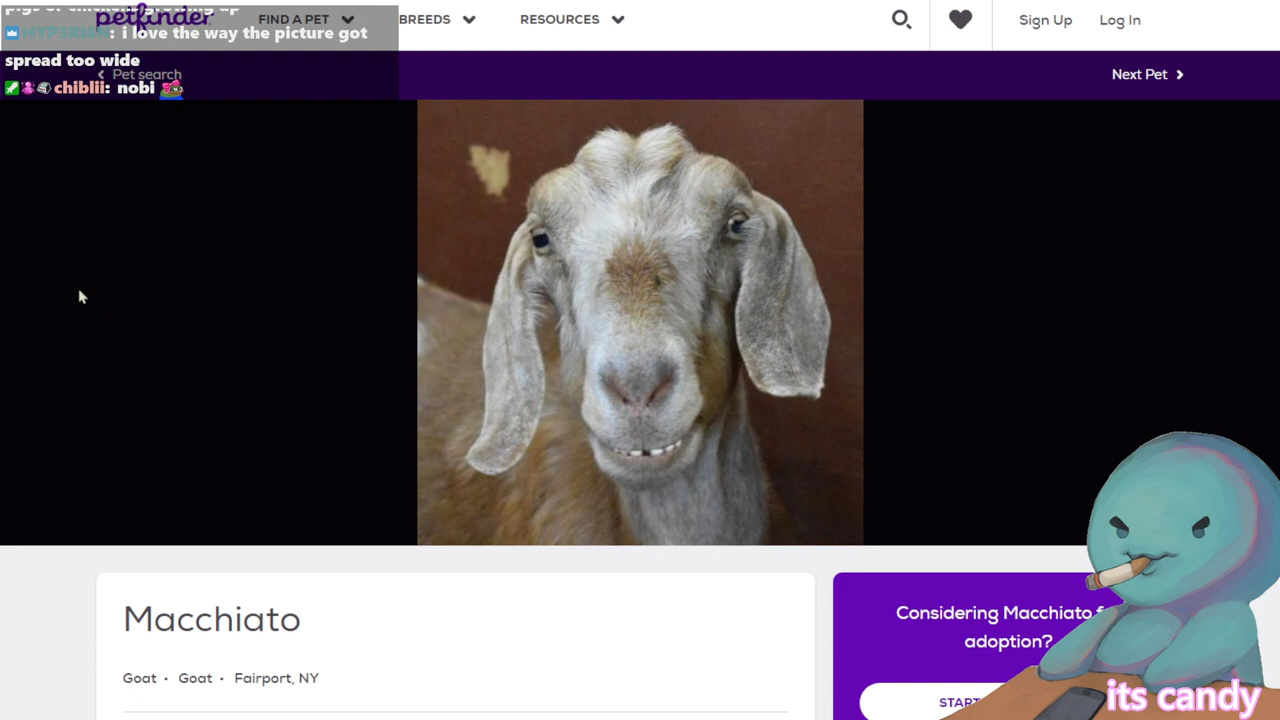 petfinder
FIND A PET
BREEDS
RESOURCES
Sign Up
Log In
: i love the way the picture got
spread too wide
chiblii: nobi
Pet search
Next Pet
Macchiato
Goat • Goat • Fairport, NY
Considering Macchiato f
adoption?
START
its candy